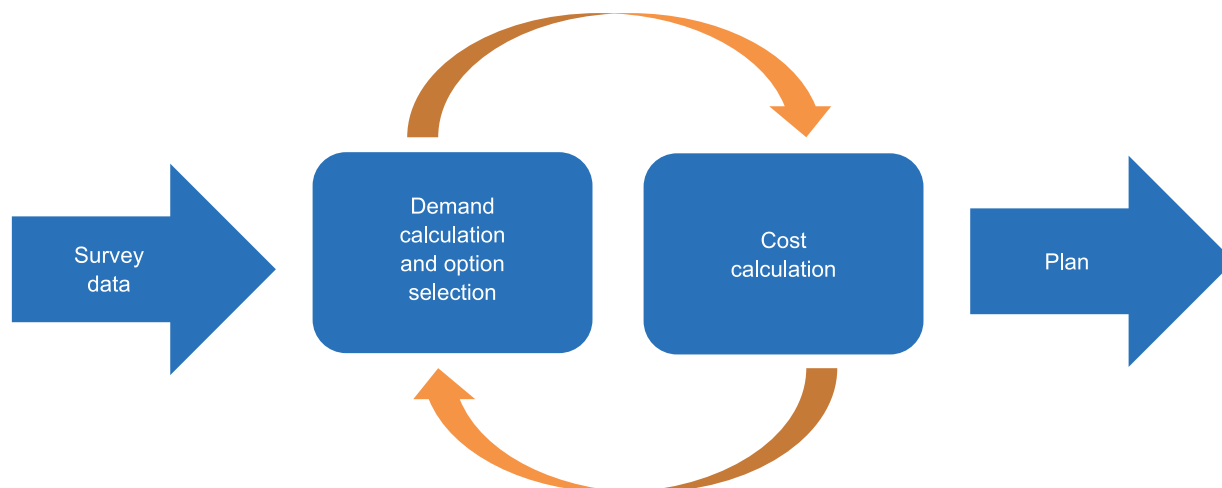 Survey
data
Demand
calculation
and option
selection
Cost
calculation
Plan